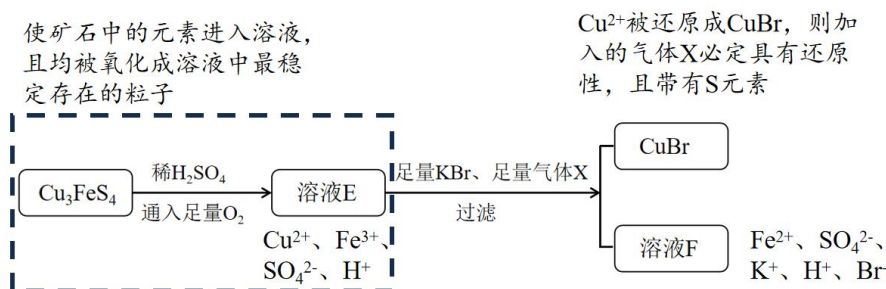 使矿石中的元素进入溶液，
且均被氧化成溶液中最稳
定存在的粒子
Cu²⁺被还原成CuBr，则加
入的气体X必定具有还原
性，且带有S元素
Cu₃FeS₄
稀H₂SO₄
通入足量O₂
溶液E
足量KBr、足量气体X
过滤
CuBr
溶液F
Cu²⁺、Fe³⁺、
SO₄²⁻、H⁺
Fe²⁺、SO₄²⁻、
K⁺、H⁺、Br⁻